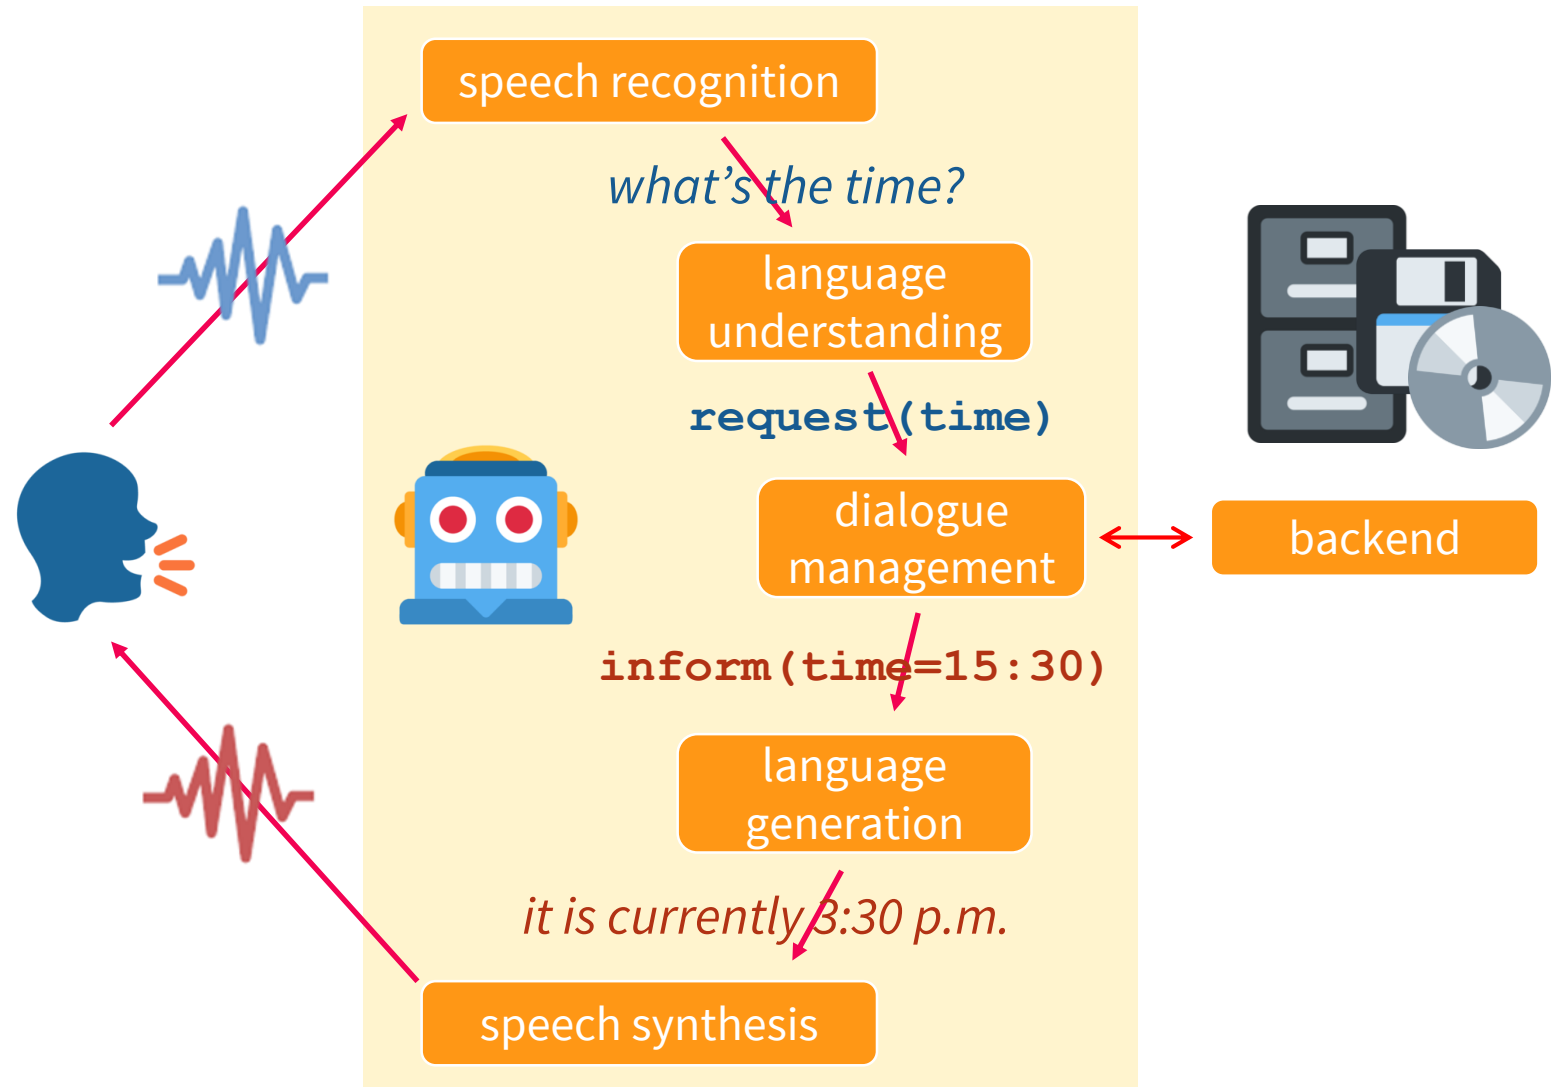 speech recognition
what’s the time?
language
understanding
request(time)
dialogue
management
backend
inform(time=15:30)
language
generation
it is currently 3:30 p.m.
speech synthesis